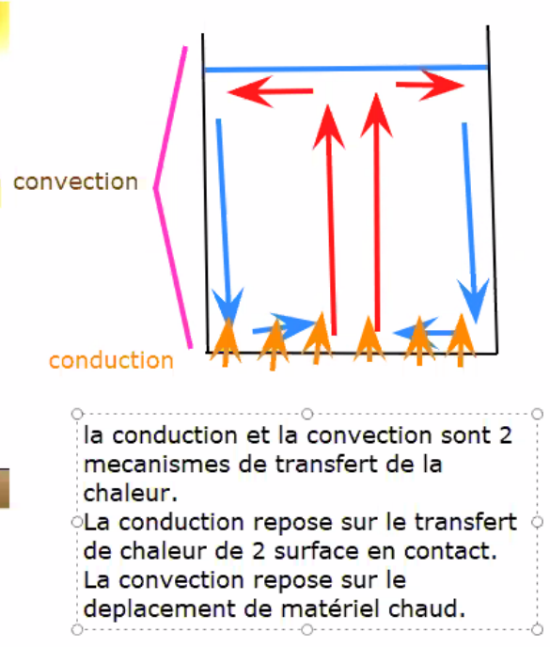 convection
conduction
la conduction et la convection sont 2
mecanismes de transfert de la
chaleur.
La conduction repose sur le transfert
de chaleur de 2 surface en contact.
La convection repose sur le
deplacement de matériel chaud.